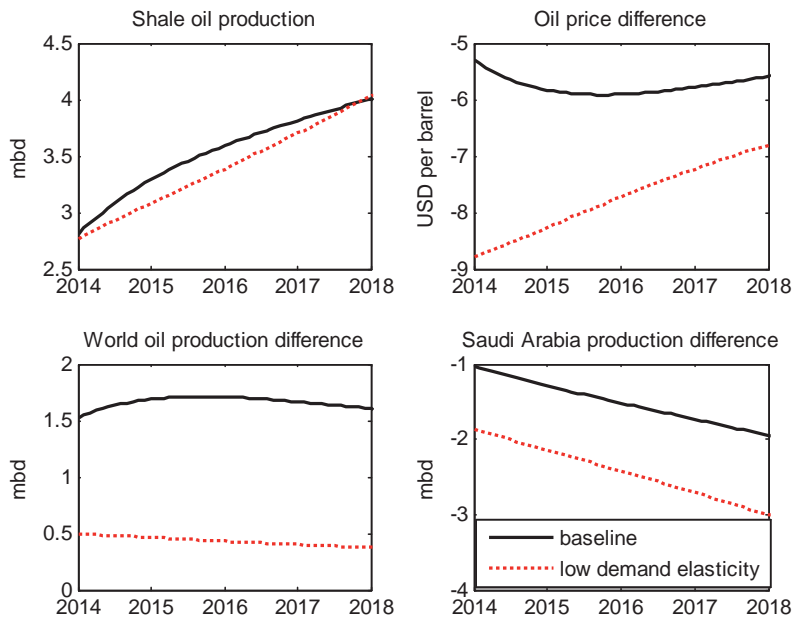 Shale oil production
mbd
4.5
4
3.5
3
2.5
2014 2015 2016 2017 2018
Oil price difference
USD per barrel
-5
-6
-7
-8
-9
2014 2015 2016 2017 2018
World oil production difference
mbd
2
1.5
1
0.5
0
2014 2015 2016 2017 2018
Saudi Arabia production difference
mbd
-1
-2
-3
-4
baseline
low demand elasticity
2014 2015 2016 2017 2018